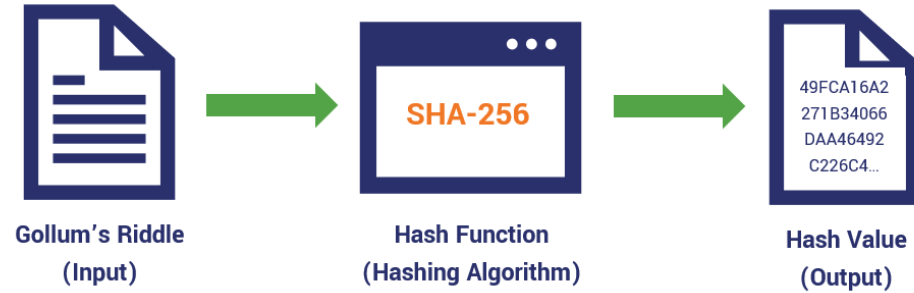 SHA-256
49FCA16A2
271B34066
DAA46492
C226C4...
Gollum's Riddle
(Input)
Hash Function
(Hashing Algorithm)
Hash Value
(Output)